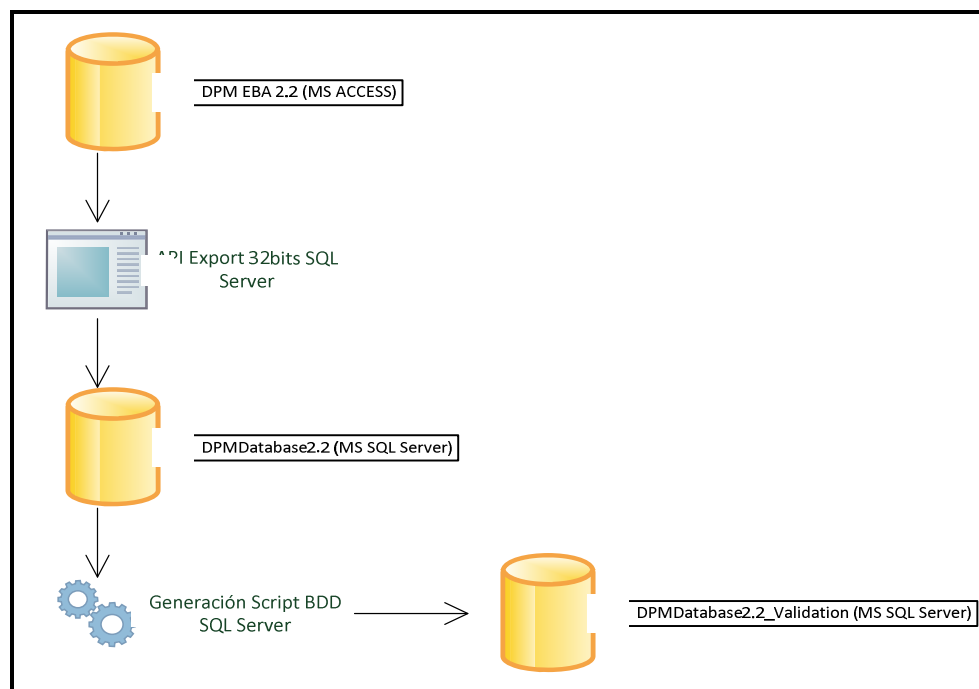 DPM EBA 2.2 (MS ACCESS)
API Export 32bits SQL
Server
DPMDatabase2.2 (MS SQL Server)
Generación Script BDD
SQL Server
DPMDatabase2.2_Validation (MS SQL Server)